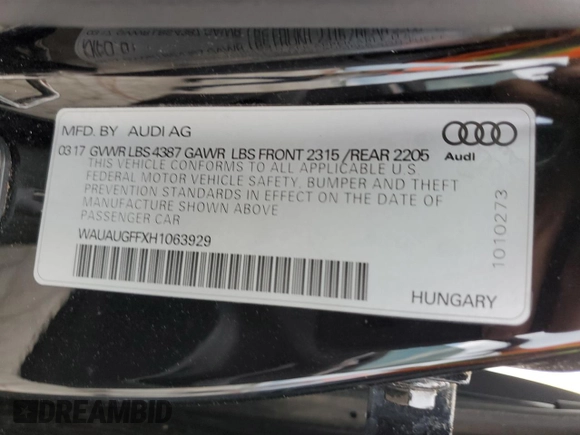 MFD. BY AUDI AG
0317 GVWR LBS 4387 GAWR LBS FRONT 2315 / REAR 2205
THIS VEHICLE CONFORMS TO ALL APPLICABLE U S
FEDERAL MOTOR VEHICLE SAFETY, BUMPER AND THEFT
PREVENTION STANDARDS IN EFFECT ON THE DATE OF
MANUFACTURE SHOWN ABOVE
PASSENGER CAR
WAUAUGFFXH1063929
Audi
1010273
HUNGARY
DREAMBID